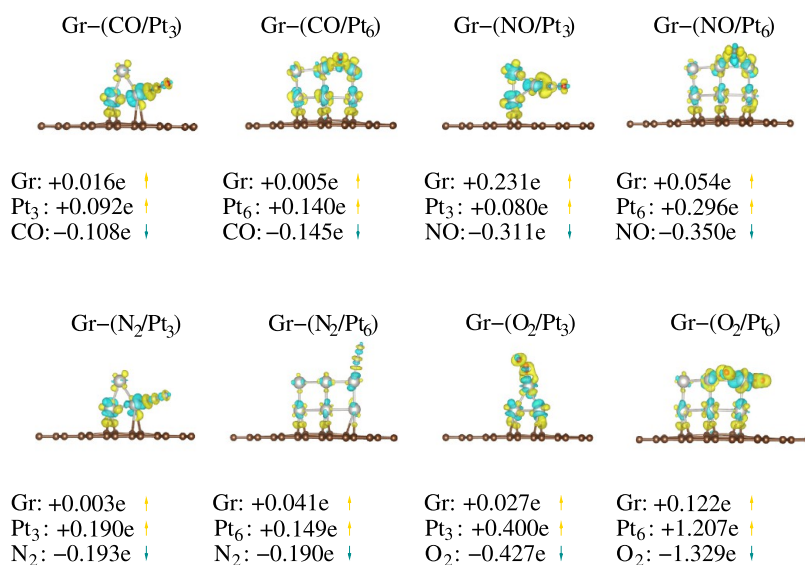 Gr−(CO/Pt₃) Gr−(CO/Pt₆) Gr−(NO/Pt₃) Gr−(NO/Pt₆)
Gr: +0.016e Gr: +0.005e Gr: +0.231e Gr: +0.054e
Pt₃: +0.092e Pt₆: +0.140e Pt₃: +0.080e Pt₆: +0.296e
CO: −0.108e CO: −0.145e NO: −0.311e NO: −0.350e
Gr−(N₂/Pt₃) Gr−(N₂/Pt₆) Gr−(O₂/Pt₃) Gr−(O₂/Pt₆)
Gr: +0.003e Gr: +0.041e Gr: +0.027e Gr: +0.122e
Pt₃: +0.190e Pt₆: +0.149e Pt₃: +0.400e Pt₆: +1.207e
N₂: −0.193e N₂: −0.190e O₂: −0.427e O₂: −1.329e